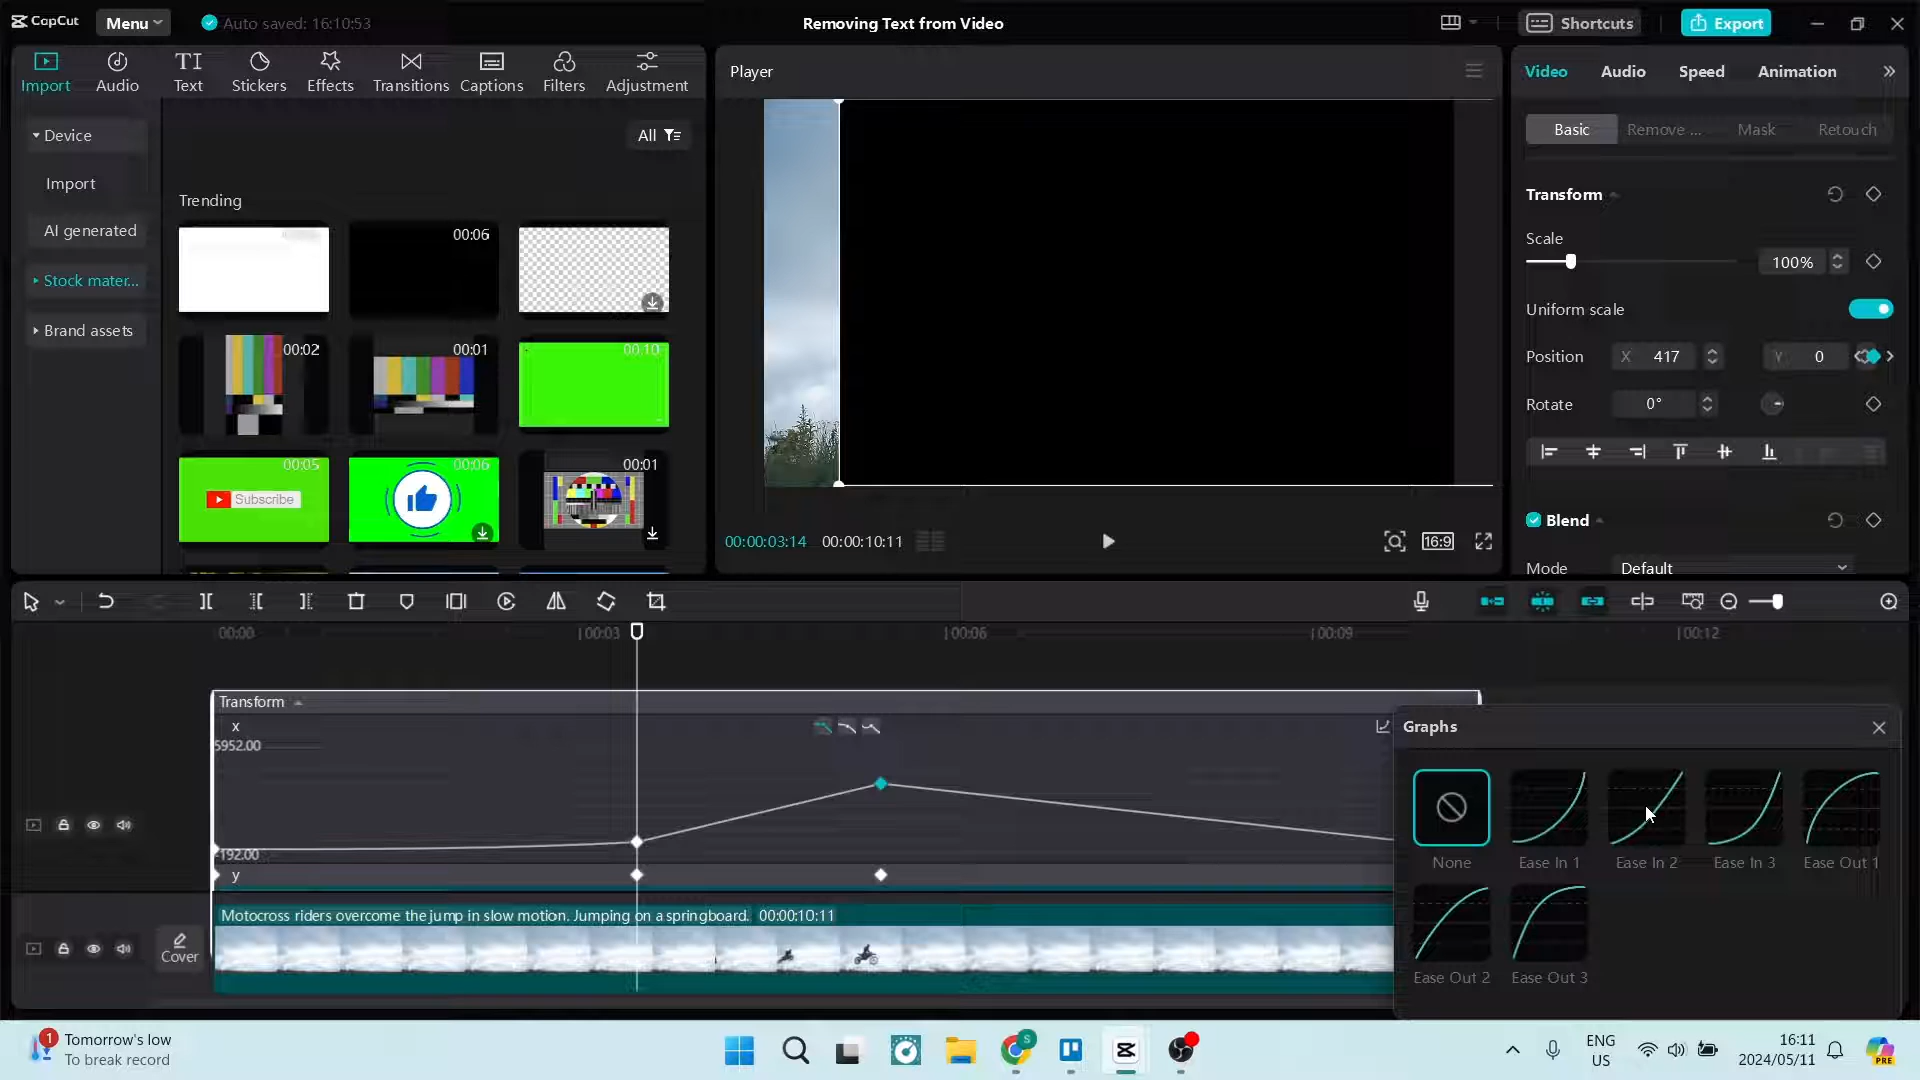 CapCut Menu Auto saved: 16:10:53 Removing Text from Video Shortcuts Export
Import Audio Text Stickers Effects Transitions Captions Filters Adjustment
Device
Import
AI generated
Stock mater...
Brand assets
All
Trending
00:06
00:02 00:01 00:10
00:05 00:06 00:01
Subscribe
Player
00:00:03:14 00:00:10:11 16:9
Video Audio Speed Animation
Basic Remove ... Mask Retouch
Transform
Scale
100%
Uniform scale
Position X 417 Y 0
Rotate 0°
Blend
Mode Default
00:00 00:03 00:06 00:09 00:12
Transform
x
5952.00
-192.00
y
Motocross riders overcome the jump in slow motion. Jumping on a springboard. 00:00:10:11
Cover
Graphs
None Ease In 1 Ease In 2 Ease In 3 Ease Out 1
Ease Out 2 Ease Out 3
1 Tomorrow's low
To break record
S
ENG
US
16:11
2024/05/11
PRE